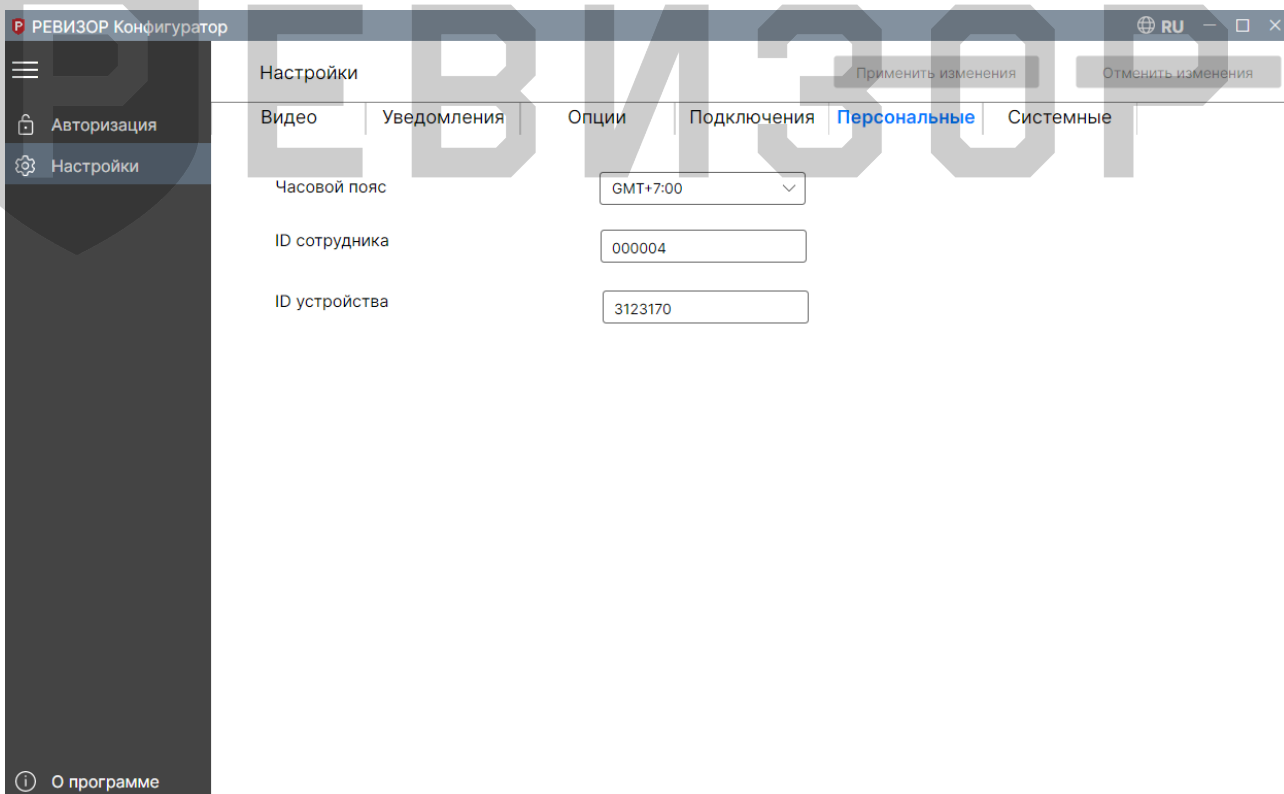 РЕВИЗОР Конфигуратор
RU
РЕВИЗОР
Настройки
Применить изменения
Отменить изменения
Авторизация
Настройки
Видео
Уведомления
Опции
Подключения
Персональные
Системные
Часовой пояс
GMT+7:00
ID сотрудника
000004
ID устройства
3123170
О программе